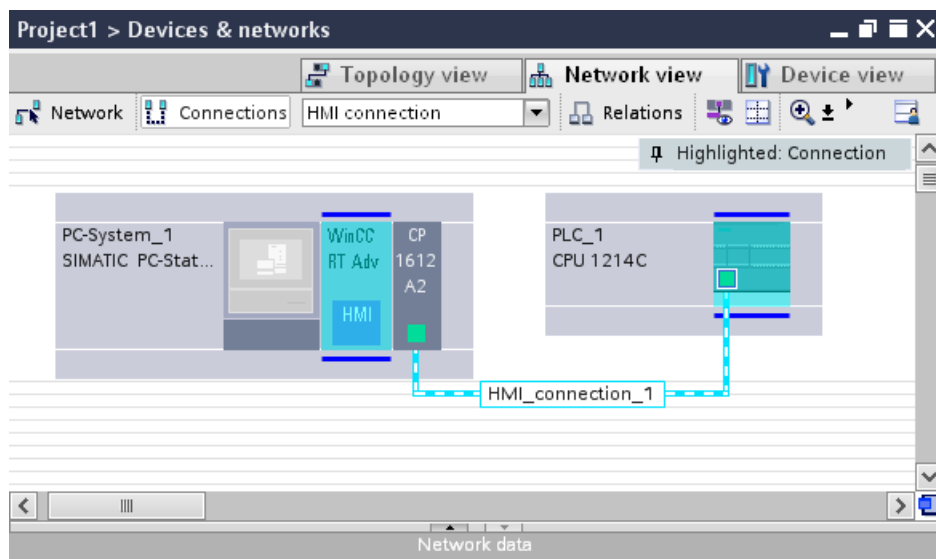 Project1 > Devices & networks
Topology view
Network view
Device view
Network
Connections
HMI connection
Relations
Highlighted: Connection
PC-System_1
SIMATIC PC-Stat...
WinCC
RT Adv
HMI
CP
1612
A2
PLC_1
CPU 1214C
HMI_connection_1
Network data